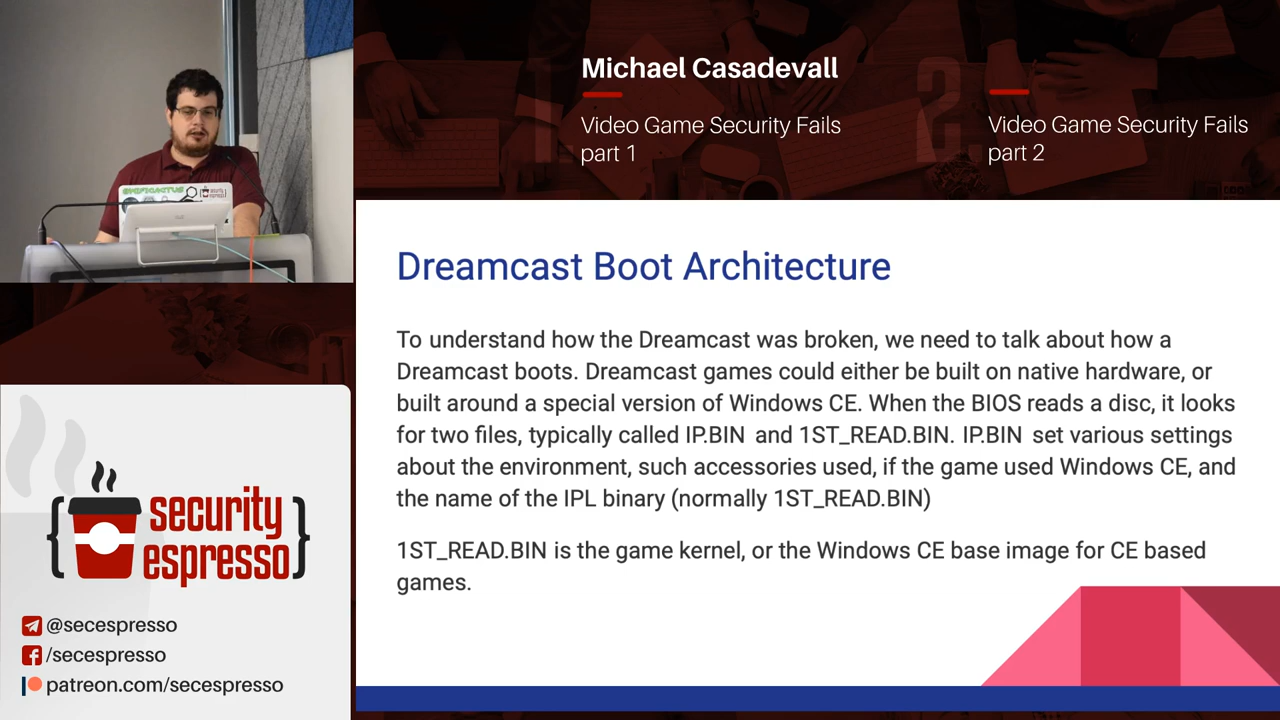 Michael Casadevall
1.
Video Game Security Fails
part 1
2.
Video Game Security Fails
part 2
Dreamcast Boot Architecture
To understand how the Dreamcast was broken, we need to talk about how a
Dreamcast boots. Dreamcast games could either be built on native hardware, or
built around a special version of Windows CE. When the BIOS reads a disc, it looks
for two files, typically called IP.BIN and 1ST_READ.BIN. IP.BIN set various settings
about the environment, such accessories used, if the game used Windows CE, and
the name of the IPL binary (normally 1ST_READ.BIN)
1ST_READ.BIN is the game kernel, or the Windows CE base image for CE based
games.
security
espresso
{ security
espresso }
@secespresso
/secespresso
patreon.com/secespresso